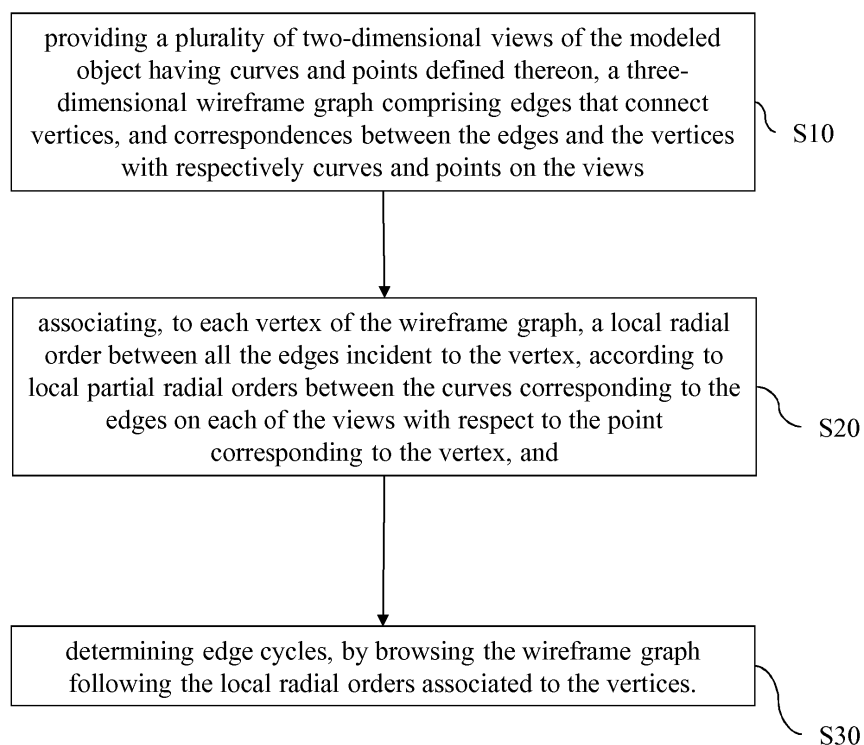 providing a plurality of two-dimensional views of the modeled
object having curves and points defined thereon, a three-
dimensional wireframe graph comprising edges that connect
vertices, and correspondences between the edges and the vertices
with respectively curves and points on the views
S10
associating, to each vertex of the wireframe graph, a local radial
order between all the edges incident to the vertex, according to
local partial radial orders between the curves corresponding to the
edges on each of the views with respect to the point
corresponding to the vertex, and
S20
determining edge cycles, by browsing the wireframe graph
following the local radial orders associated to the vertices.
S30